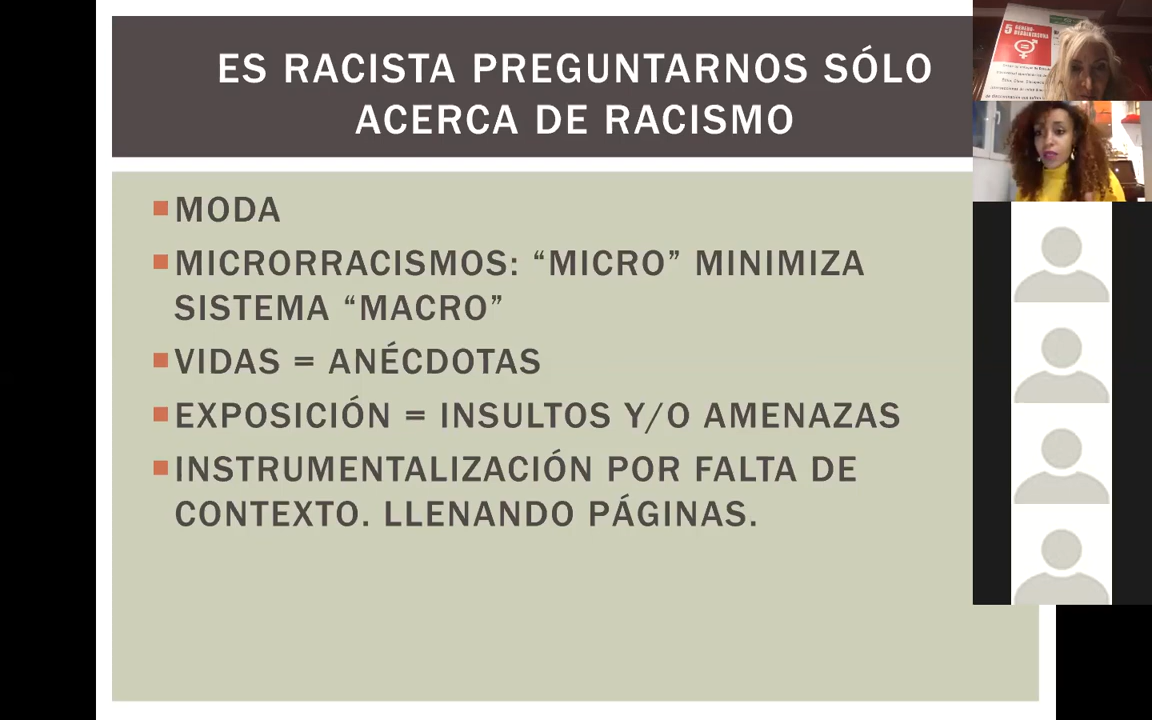 ES RACISTA PREGUNTARNOS SÓLO
ACERCA DE RACISMO
MODA
MICRORRACISMOS: “MICRO” MINIMIZA
SISTEMA “MACRO”
VIDAS = ANÉCDOTAS
EXPOSICIÓN = INSULTOS Y/O AMENAZAS
INSTRUMENTALIZACIÓN POR FALTA DE
CONTEXTO. LLENANDO PÁGINAS.
5